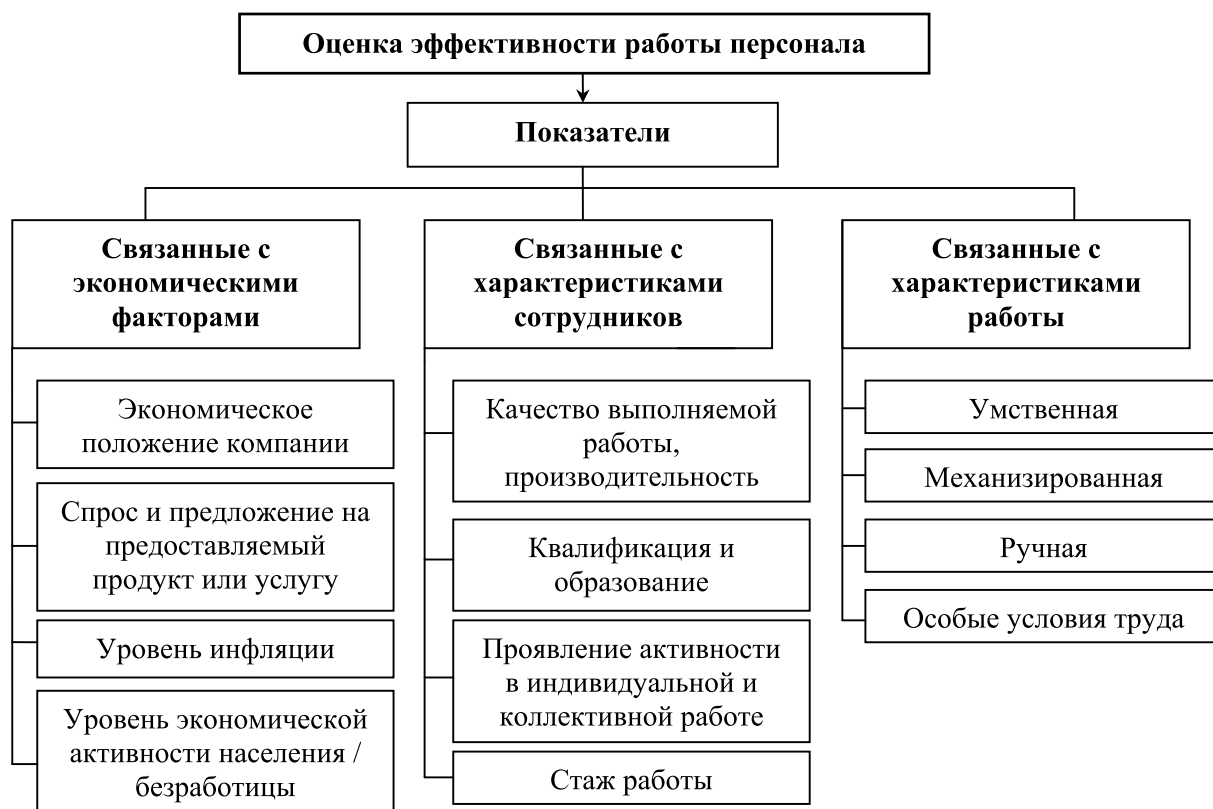 Оценка эффективности работы персонала
Показатели
Связанные с
экономическими
факторами
Экономическое
положение компании
Спрос и предложение на
предоставляемый
продукт или услугу
Уровень инфляции
Уровень экономической
активности населения /
безработицы
Связанные с
характеристиками
сотрудников
Качество выполняемой
работы,
производительность
Квалификация и
образование
Проявление активности
в индивидуальной и
коллективной работе
Стаж работы
Связанные с
характеристиками
работы
Умственная
Механизированная
Ручная
Особые условия труда